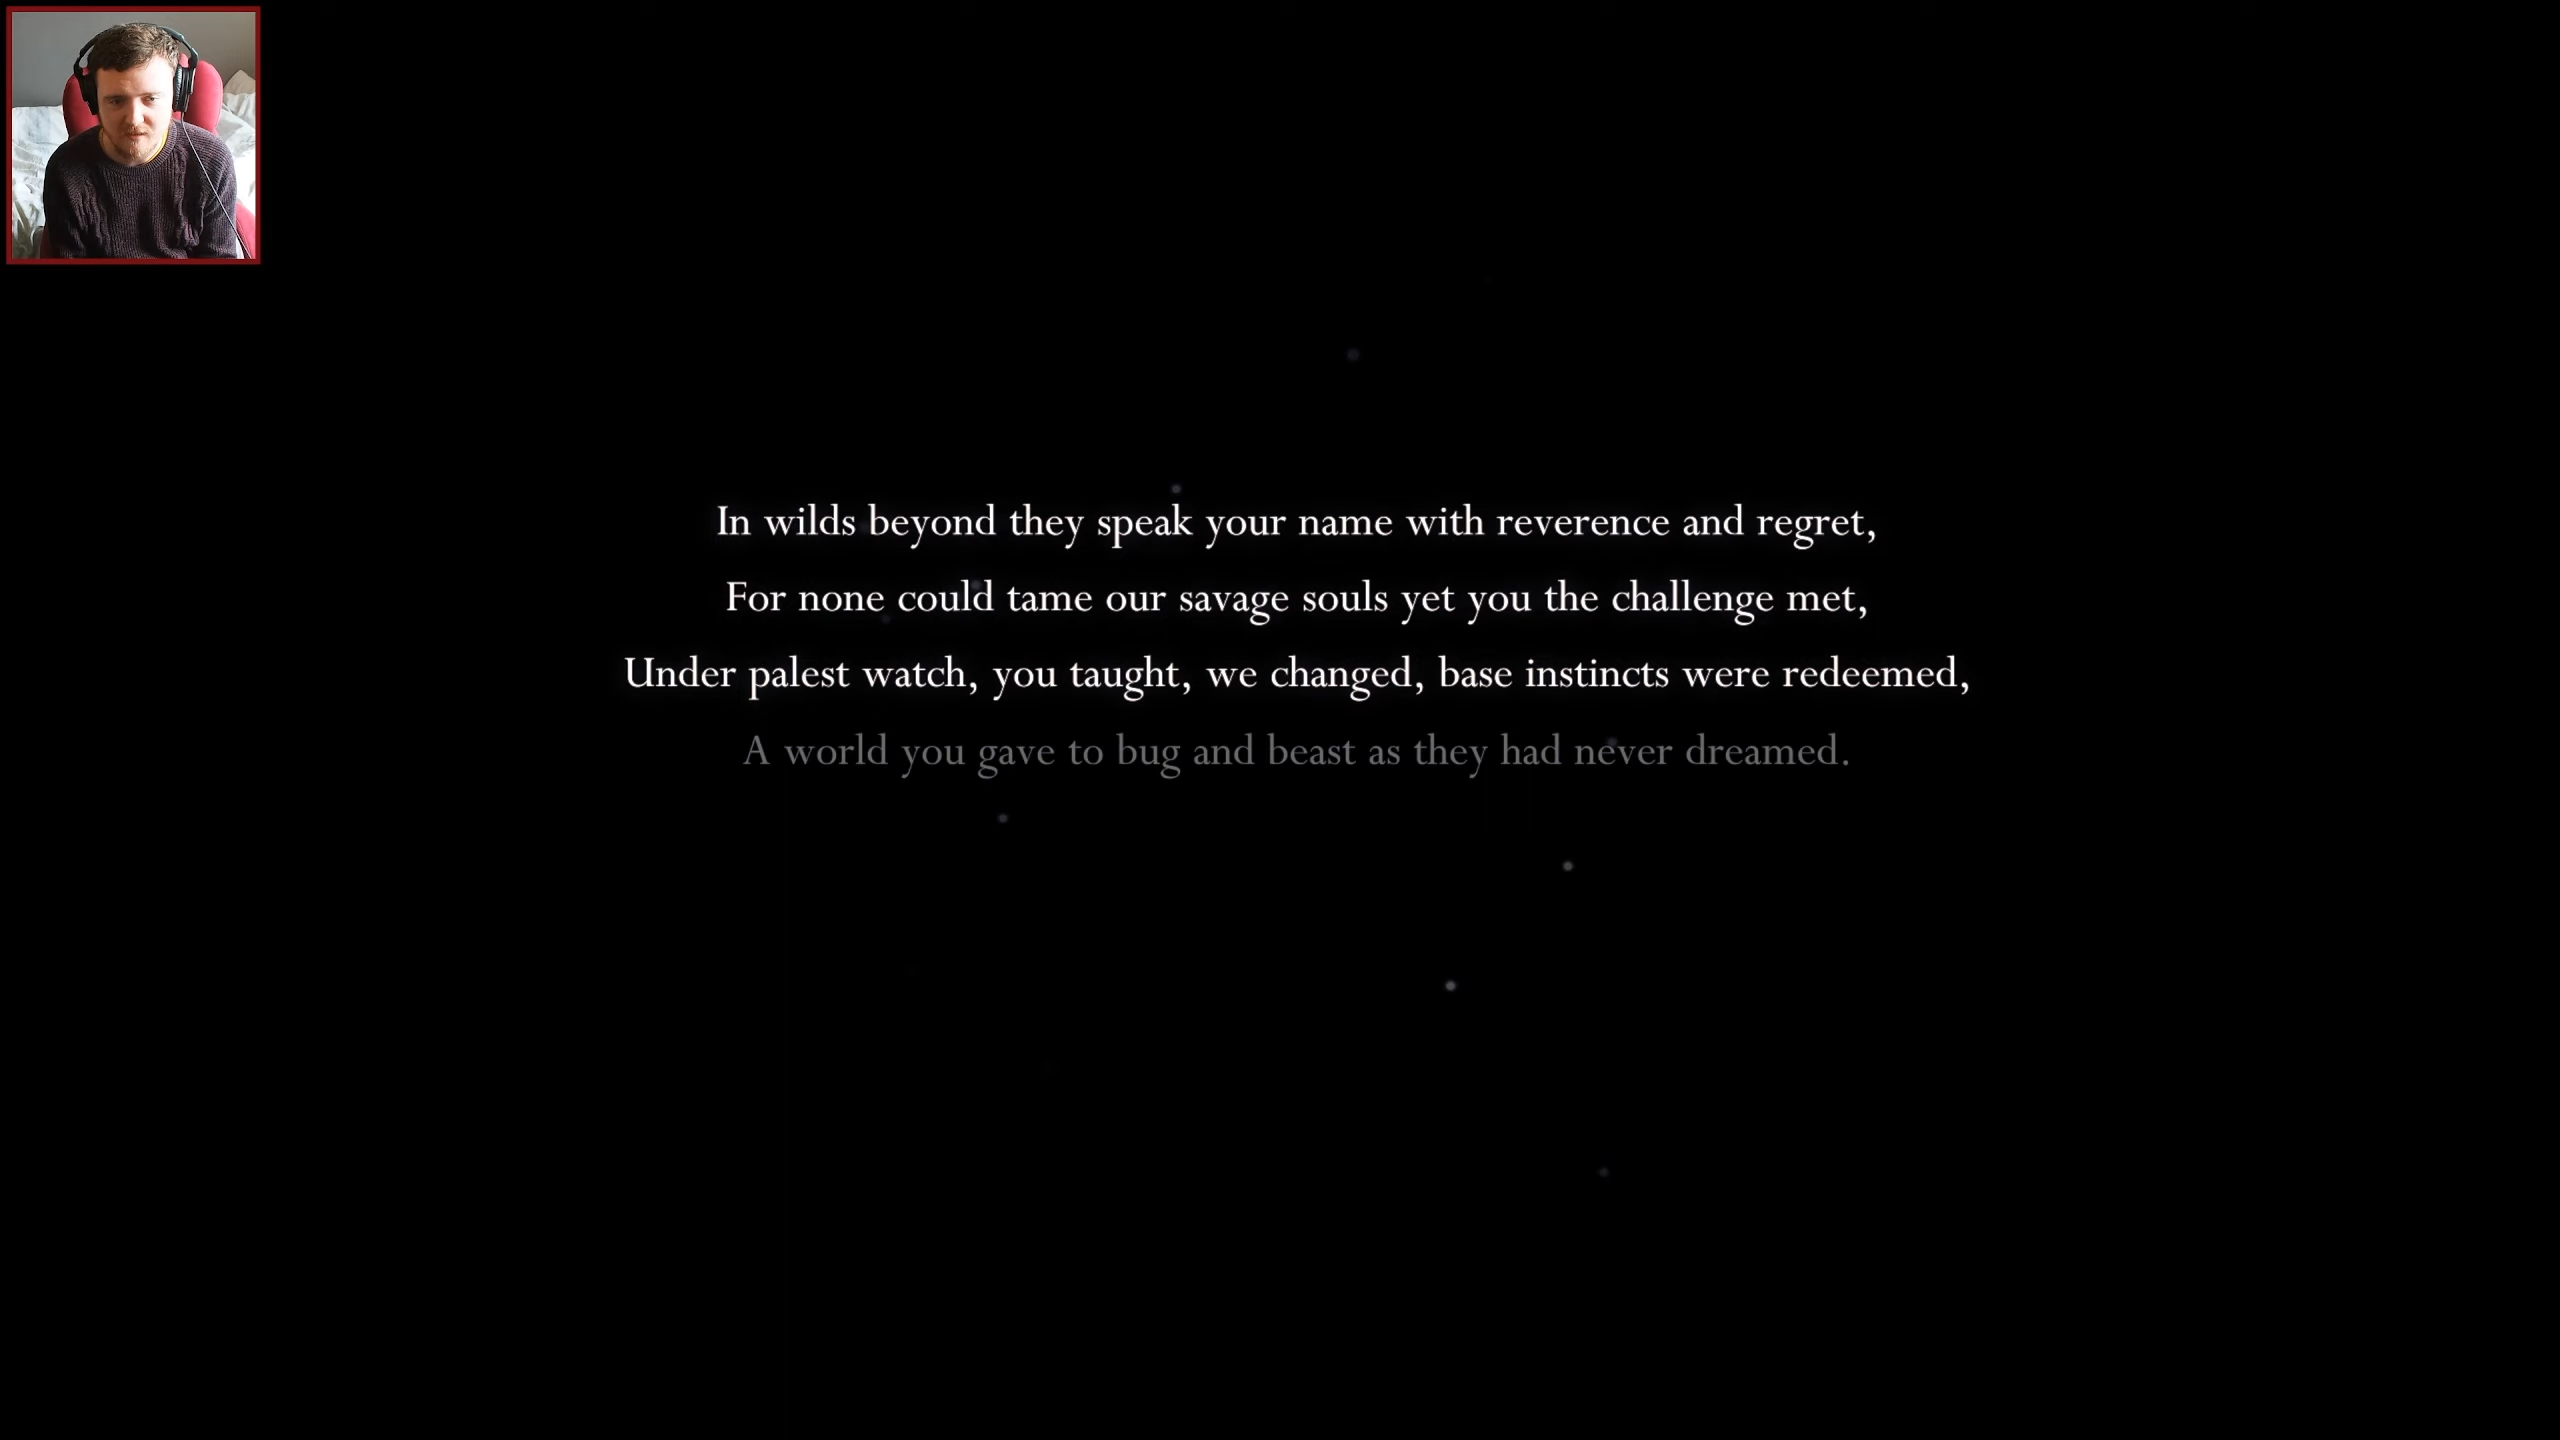 In wilds beyond they speak your name with reverence and regret,
For none could tame our savage souls yet you the challenge met,
Under palest watch, you taught, we changed, base instincts were redeemed,
A world you gave to bug and beast as they had never dreamed.